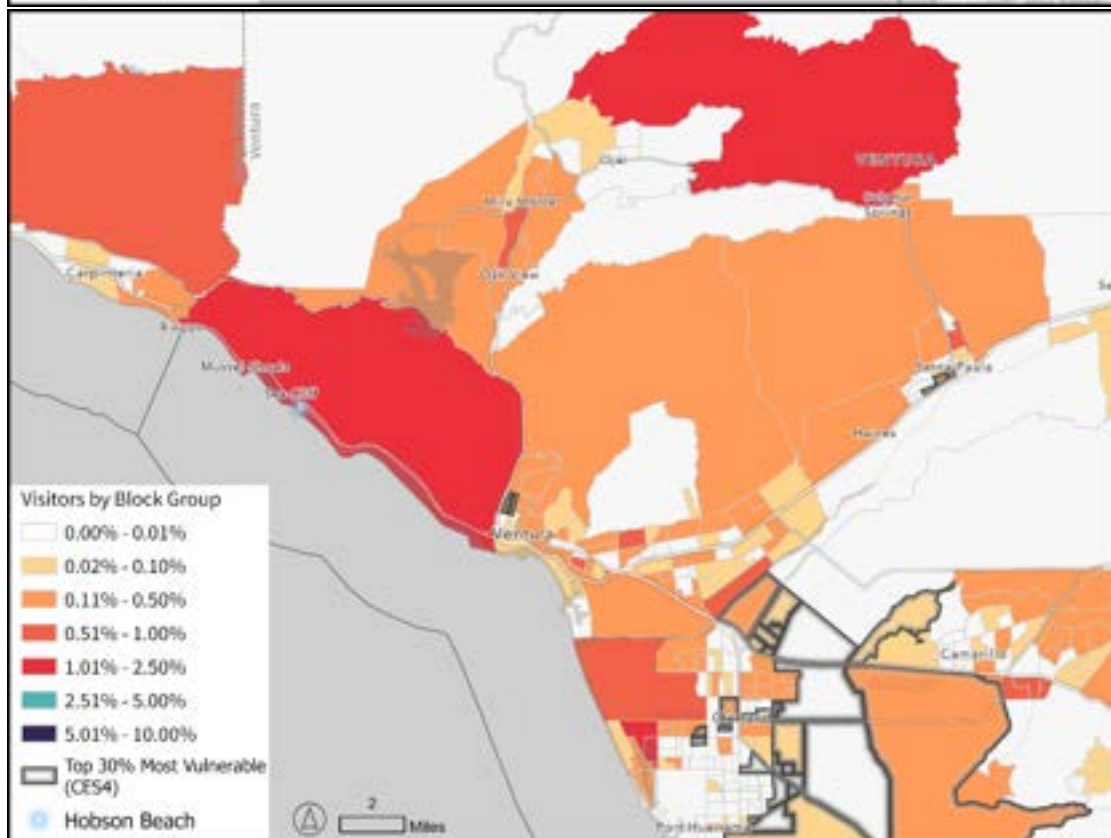 Ventura
VENTURA
Ojai
Mira Monte
Oak View
Carpinteria
Santa Paula
Ventura
Camarillo
Visitors by Block Group
0.00% - 0.01%
0.02% - 0.10%
0.11% - 0.50%
0.51% - 1.00%
1.01% - 2.50%
2.51% - 5.00%
5.01% - 10.00%
Top 30% Most Vulnerable
(CES4)
Hobson Beach
2
Miles
Port Hueneme